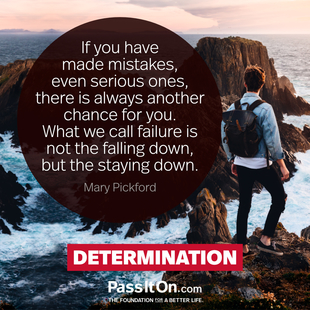 If you have
made mistakes,
even serious ones,
there is always another
chance for you.
What we call failure is
not the falling down,
but the staying down.
Mary Pickford
DETERMINATION
PassItOn.com
THE FOUNDATION FOR A BETTER LIFE.